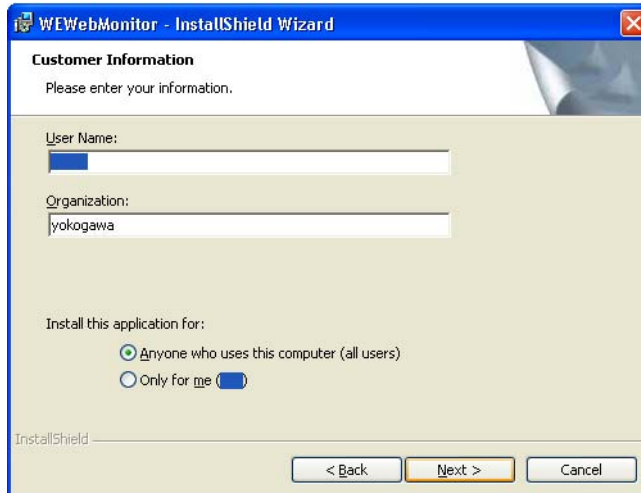 WEWebMonitor - InstallShield Wizard
Customer Information
Please enter your information.
User Name:
Organization:
yokogawa
Install this application for:
Anyone who uses this computer (all users)
Only for me ( )
InstallShield
< Back
Next >
Cancel